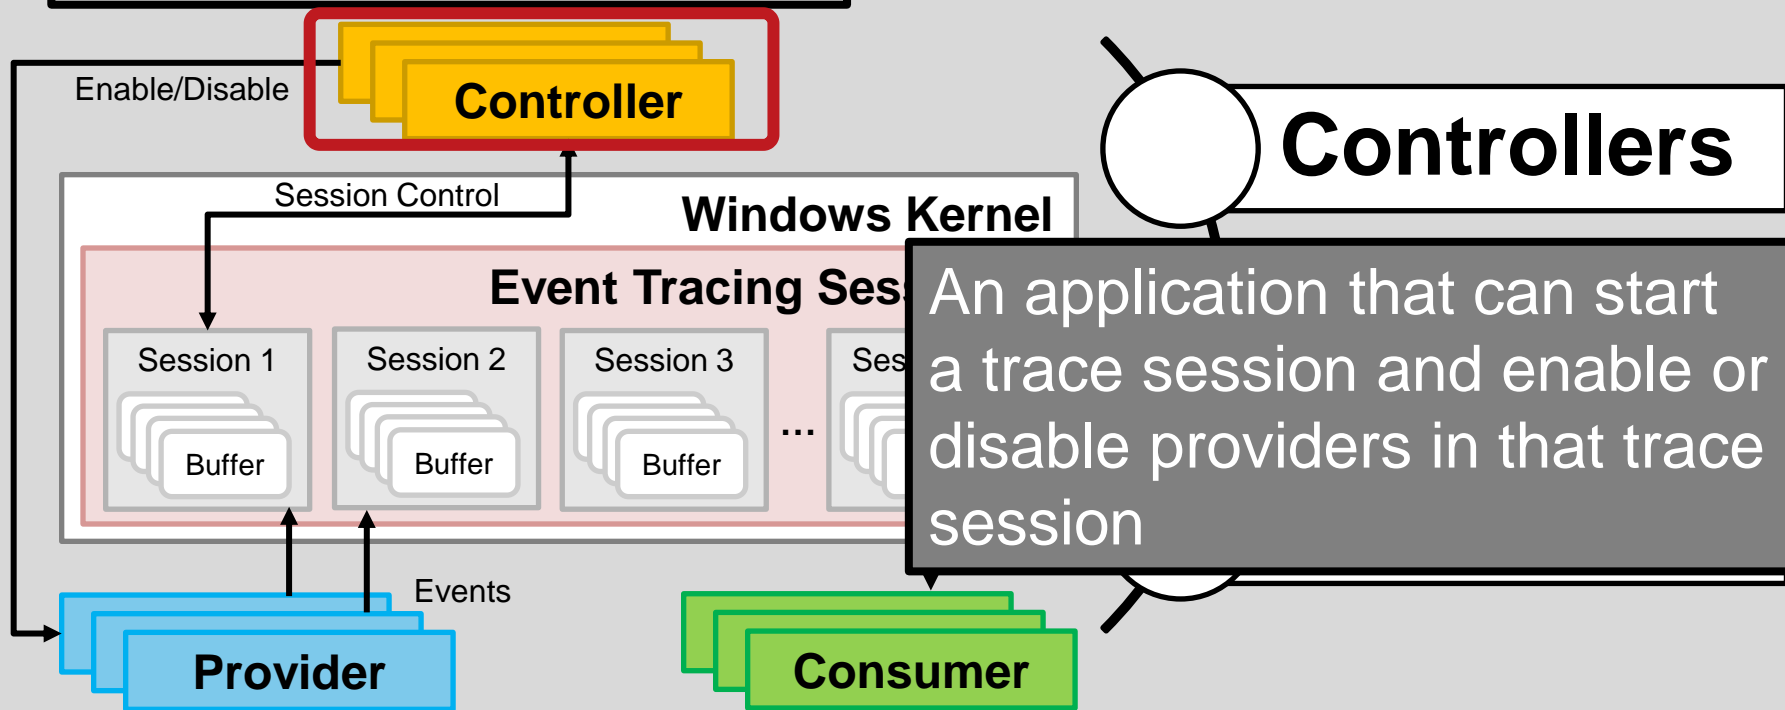 Enable/Disable
Controller
Controllers
Session Control
Windows Kernel
Event Tracing
An application that can start
a trace session and enable or
disable providers in that trace
session
Session 1
Session 2
Session 3
Buffer
Buffer
Buffer
...
Events
Provider
Consumer